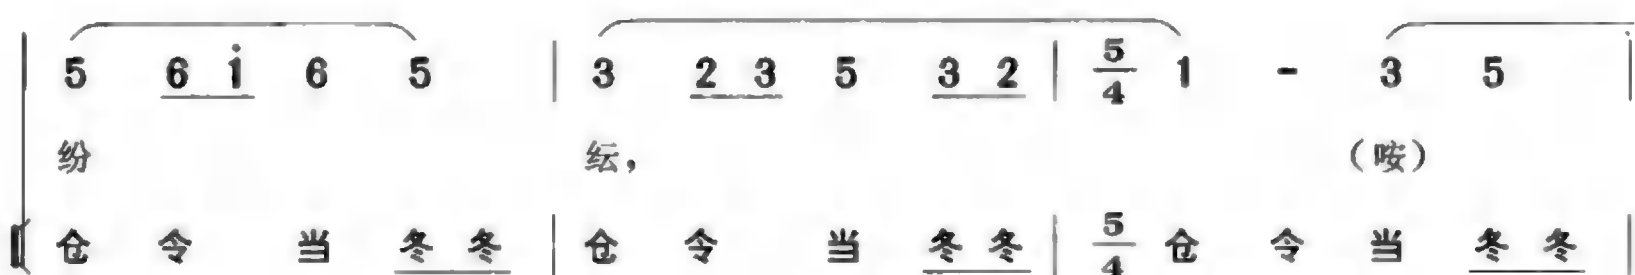 5 6 i 6 5 | 3 2 3 5 3 2 | 5/4 1 - 3 5 |
纷 纭， （咹）
仓 令 当 冬 冬 | 仓 令 当 冬 冬 | 5/4 仓 令 当 冬 冬 |